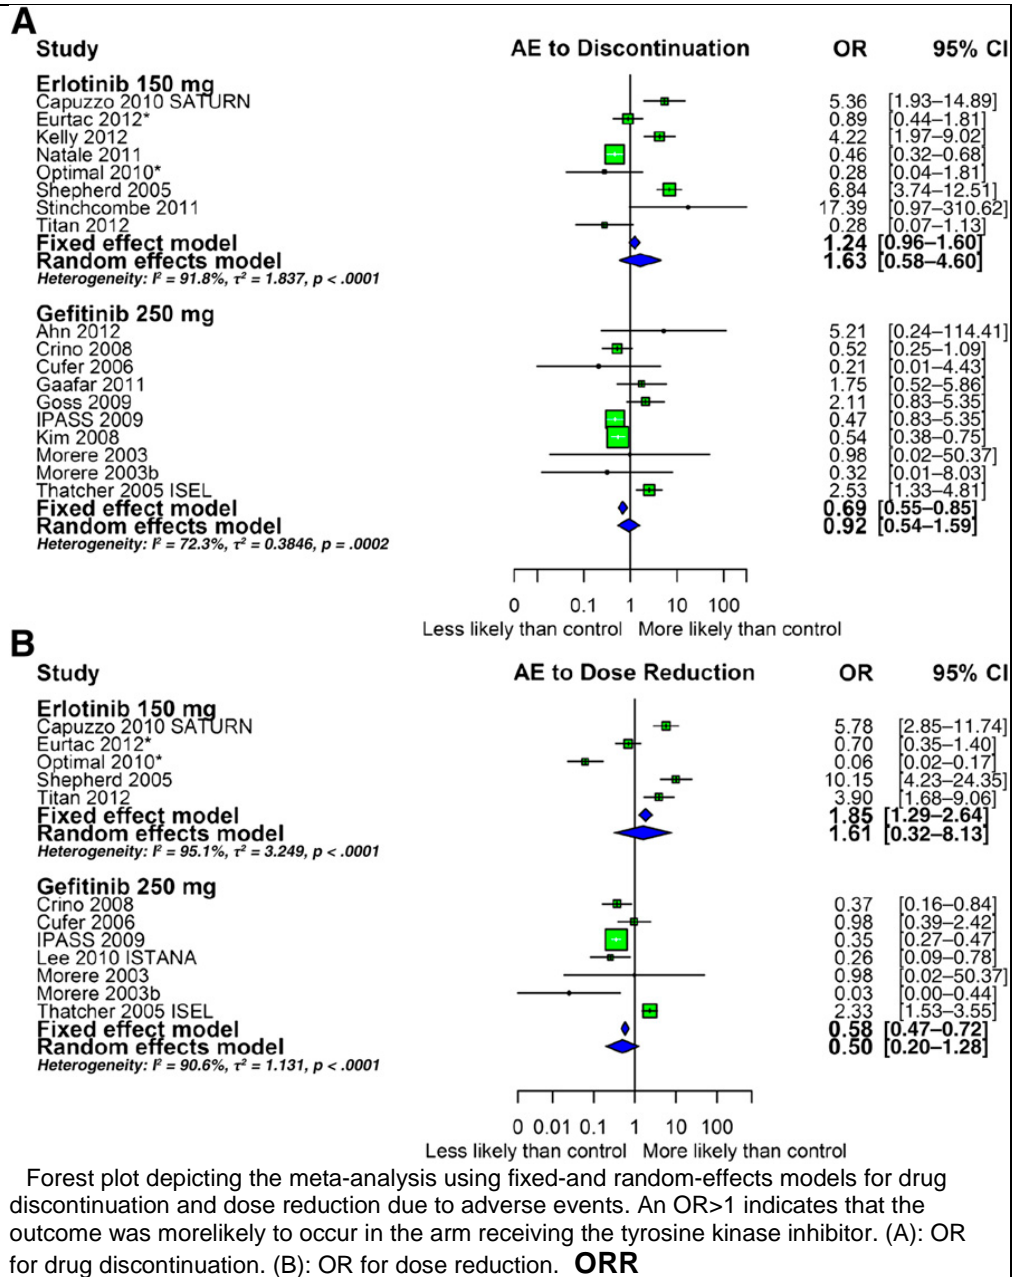 A
Study AE to Discontinuation OR 95% CI
Erlotinib 150 mg
Capuzzo 2010 SATURN 5.36 [1.93–14.89]
Eurtac 2012* 0.89 [0.44–1.81]
Kelly 2012 4.22 [1.97–9.02]
Natale 2011 0.46 [0.32–0.68]
Optimal 2010* 0.28 [0.04–1.81]
Shepherd 2005 6.84 [3.74–12.51]
Stinchcombe 2011 17.39 [0.97–310.62]
Titan 2012 0.28 [0.07–1.13]
Fixed effect model 1.24 [0.96–1.60]
Random effects model 1.63 [0.58–4.60]
Heterogeneity: I² = 91.8%, τ² = 1.837, p < .0001
Gefitinib 250 mg
Ahn 2012 5.21 [0.24–114.41]
Crino 2008 0.52 [0.25–1.09]
Cufer 2006 0.21 [0.01–4.43]
Gaafar 2011 1.75 [0.52–5.86]
Goss 2009 2.11 [0.83–5.35]
IPASS 2009 0.47 [0.83–5.35]
Kim 2008 0.54 [0.38–0.75]
Morere 2003 0.98 [0.02–50.37]
Morere 2003b 0.32 [0.01–8.03]
Thatcher 2005 ISEL 2.53 [1.33–4.81]
Fixed effect model 0.69 [0.55–0.85]
Random effects model 0.92 [0.54–1.59]
Heterogeneity: I² = 72.3%, τ² = 0.3846, p = .0002
0 0.1 1 10 100
Less likely than control More likely than control
B
Study AE to Dose Reduction OR 95% CI
Erlotinib 150 mg
Capuzzo 2010 SATURN 5.78 [2.85–11.74]
Eurtac 2012* 0.70 [0.35–1.40]
Optimal 2010* 0.06 [0.02–0.17]
Shepherd 2005 10.15 [4.23–24.35]
Titan 2012 3.90 [1.68–9.06]
Fixed effect model 1.85 [1.29–2.64]
Random effects model 1.61 [0.32–8.13]
Heterogeneity: I² = 95.1%, τ² = 3.249, p < .0001
Gefitinib 250 mg
Crino 2008 0.37 [0.16–0.84]
Cufer 2006 0.98 [0.39–2.42]
IPASS 2009 0.35 [0.27–0.47]
Lee 2010 ISTANA 0.26 [0.09–0.78]
Morere 2003 0.98 [0.02–50.37]
Morere 2003b 0.03 [0.00–0.44]
Thatcher 2005 ISEL 2.33 [1.53–3.55]
Fixed effect model 0.58 [0.47–0.72]
Random effects model 0.50 [0.20–1.28]
Heterogeneity: I² = 90.6%, τ² = 1.131, p < .0001
0 0.01 0.1 1 10 100
Less likely than control More likely than control
Forest plot depicting the meta-analysis using fixed-and random-effects models for drug
discontinuation and dose reduction due to adverse events. An OR>1 indicates that the
outcome was morelikely to occur in the arm receiving the tyrosine kinase inhibitor. (A): OR
for drug discontinuation. (B): OR for dose reduction. ORR